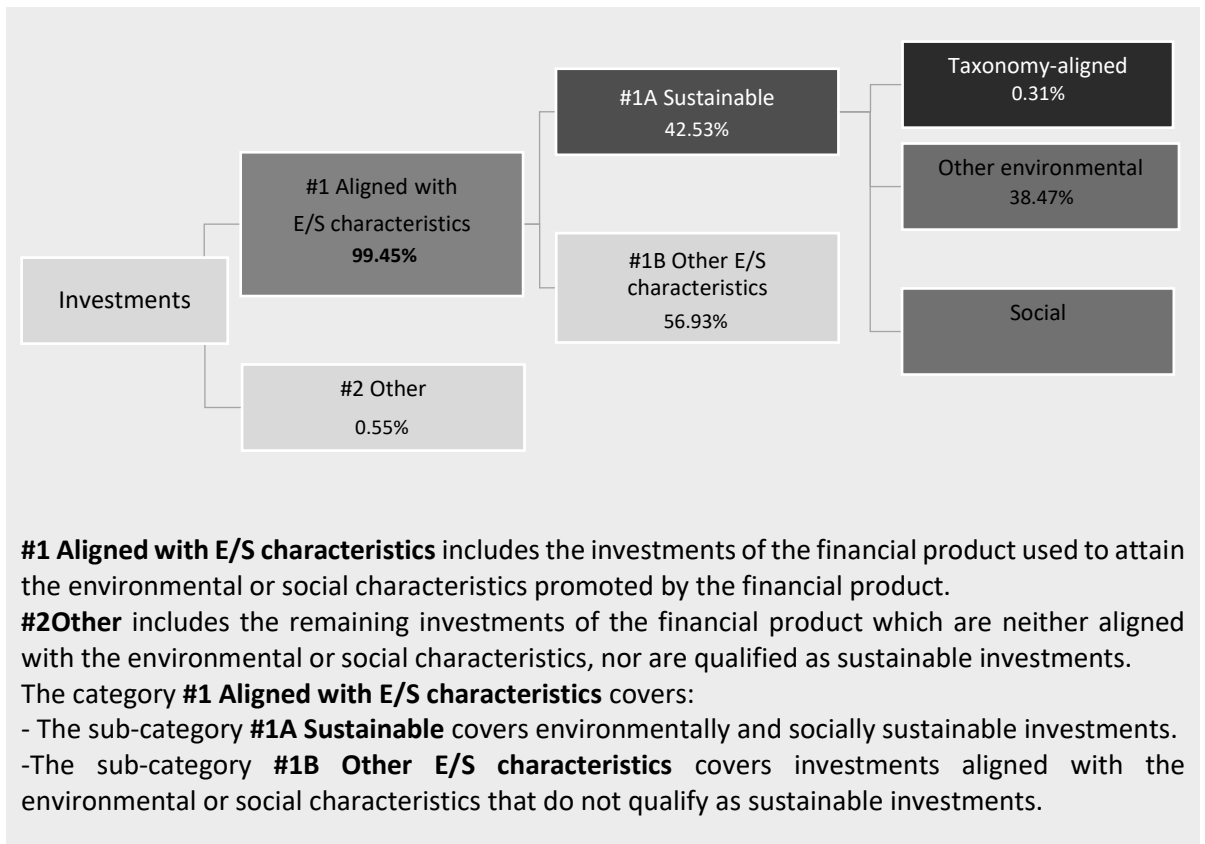 Investments
#1 Aligned with
E/S characteristics
99.45%
#2 Other
0.55%
#1A Sustainable
42.53%
#1B Other E/S
characteristics
56.93%
Taxonomy-aligned
0.31%
Other environmental
38.47%
Social
#1 Aligned with E/S characteristics includes the investments of the financial product used to attain
the environmental or social characteristics promoted by the financial product.
#2Other includes the remaining investments of the financial product which are neither aligned
with the environmental or social characteristics, nor are qualified as sustainable investments.
The category #1 Aligned with E/S characteristics covers:
- The sub-category #1A Sustainable covers environmentally and socially sustainable investments.
-The sub-category #1B Other E/S characteristics covers investments aligned with the
environmental or social characteristics that do not qualify as sustainable investments.